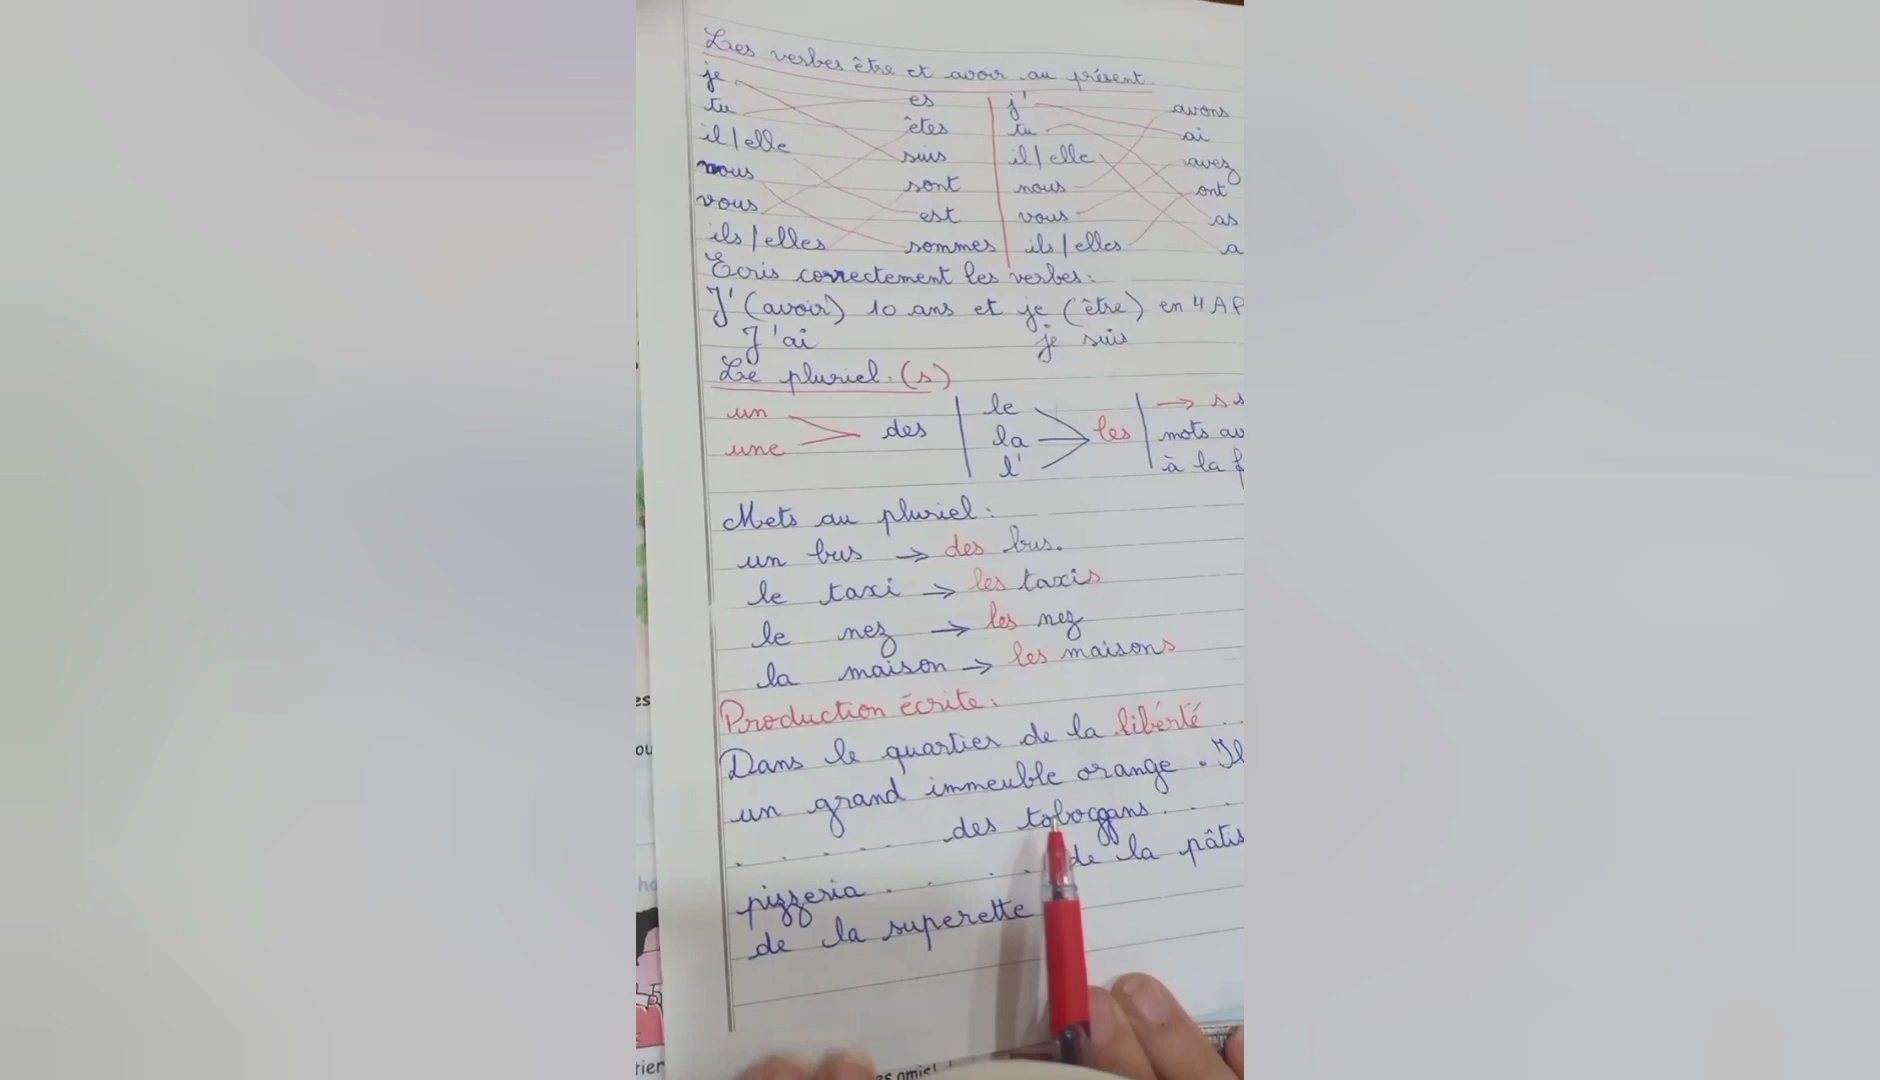 Les verbes être et avoir au présent
je es j' avons
tu êtes tu ai
il/elle suis il/elle avez
nous sont nous ont
vous est vous as
ils/elles sommes ils/elles a
Ecris correctement les verbes:
J'(avoir) 10 ans et je (être) en 4 AP
J'ai je suis
Le pluriel: (s)
un le → s
des la les mots
une l' à la
Mets au pluriel:
un bus → des bus.
le taxi → les taxis
le nez → les nez
la maison → les maisons
Production écrite:
Dans le quartier de la liberté . .
un grand immeuble orange . Il
. . . . . des toboggans . . .
pizzeria . . . . de la
de la superette